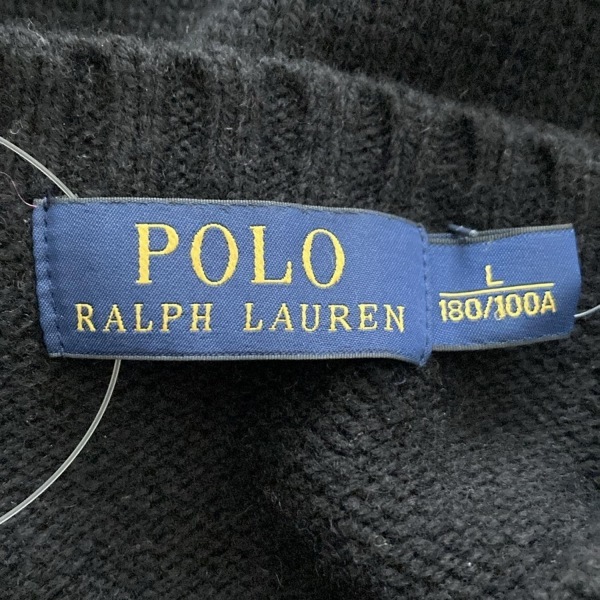 POLO
RALPH LAUREN
L
180/100A